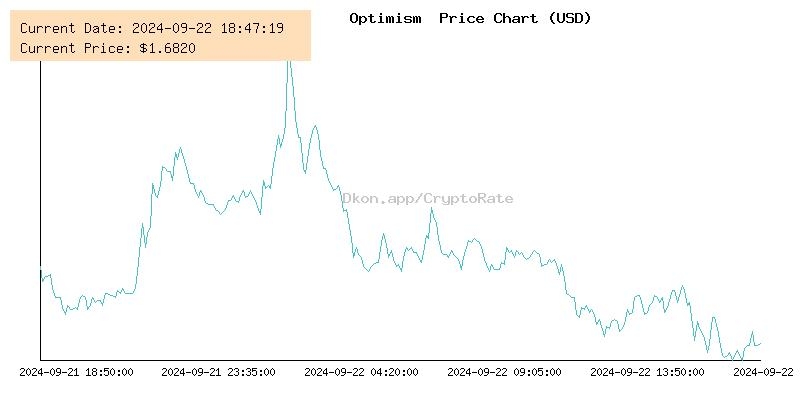 Optimism Price Chart (USD)
Current Date: 2024-09-22 18:47:19
Current Price: $1.6820
Dkon.app/CryptoRate
2024-09-21 18:50:00 2024-09-21 23:35:00 2024-09-22 04:20:00 2024-09-22 09:05:00 2024-09-22 13:50:00 2024-09-22